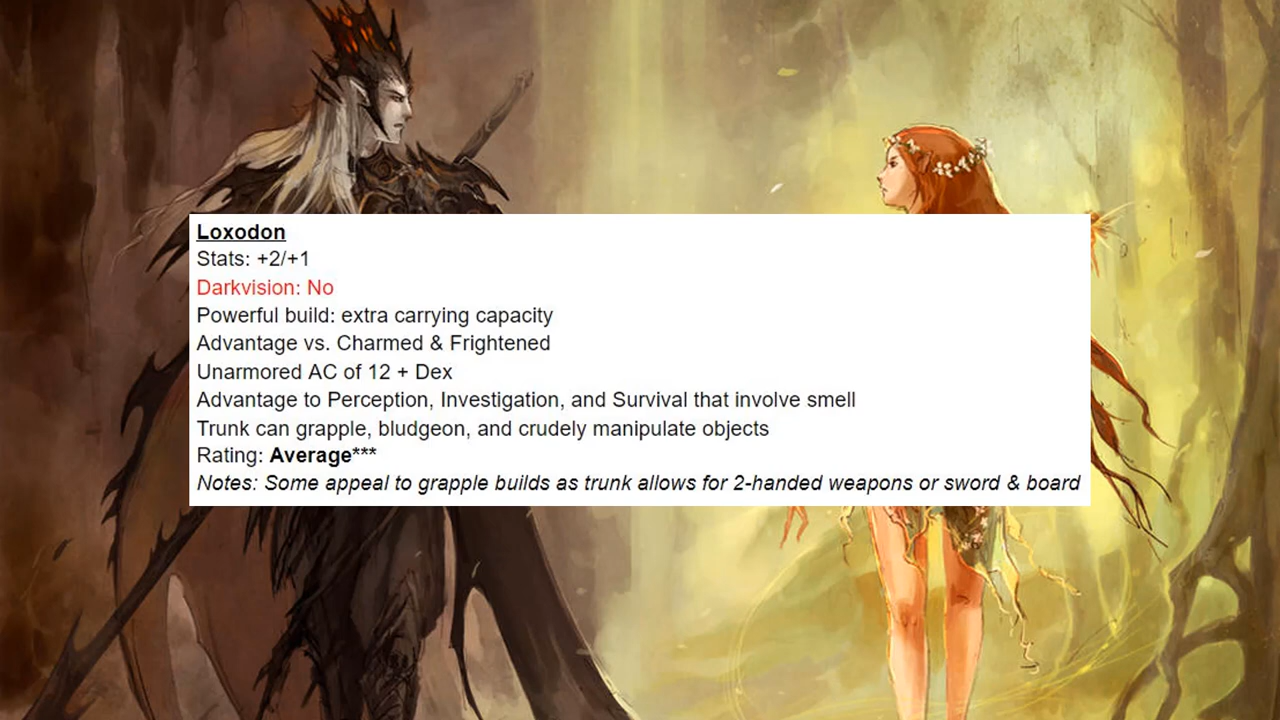 Loxodon
Stats: +2/+1
Darkvision: No
Powerful build: extra carrying capacity
Advantage vs. Charmed & Frightened
Unarmored AC of 12 + Dex
Advantage to Perception, Investigation, and Survival that involve smell
Trunk can grapple, bludgeon, and crudely manipulate objects
Rating: Average***
Notes: Some appeal to grapple builds as trunk allows for 2-handed weapons or sword & board